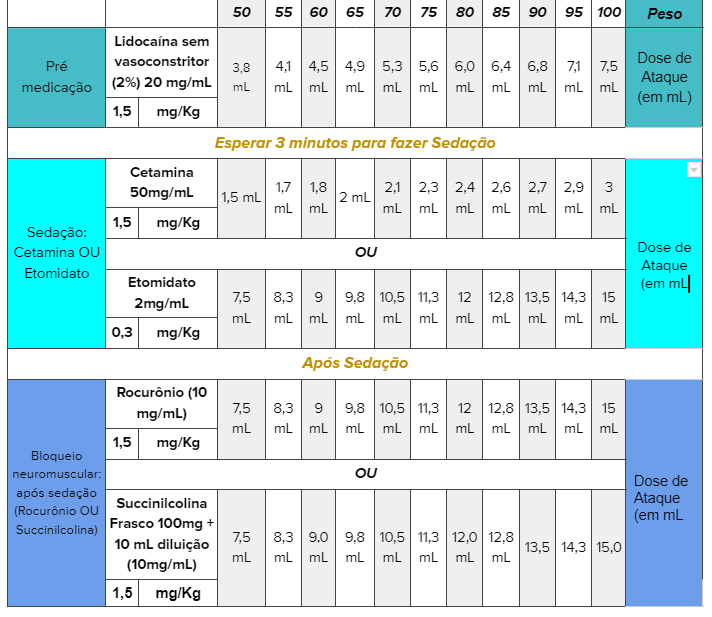 50 55 60 65 70 75 80 85 90 95 100 Peso
Pré
medicação
Lidocaína sem
vasoconstritor
(2%) 20 mg/mL
1,5 mg/Kg
3,8 mL 4,1 mL 4,5 mL 4,9 mL 5,3 mL 5,6 mL 6,0 mL 6,4 mL 6,8 mL 7,1 mL 7,5 mL
Dose de
Ataque
(em mL)
Esperar 3 minutos para fazer Sedação
Sedação:
Cetamina OU
Etomidato
Cetamina
50mg/mL
1,5 mg/Kg
1,5 mL 1,7 mL 1,8 mL 2 mL 2,1 mL 2,3 mL 2,4 mL 2,6 mL 2,7 mL 2,9 mL 3 mL
OU
Etomidato
2mg/mL
0,3 mg/Kg
7,5 mL 8,3 mL 9 mL 9,8 mL 10,5 mL 11,3 mL 12 mL 12,8 mL 13,5 mL 14,3 mL 15 mL
Dose de
Ataque
(em mL
Após Sedação
Bloqueio
neuromuscular:
após sedação
(Rocurônio OU
Succinilcolina)
Rocurônio (10
mg/mL)
1,5 mg/Kg
7,5 mL 8,3 mL 9 mL 9,8 mL 10,5 mL 11,3 mL 12 mL 12,8 mL 13,5 mL 14,3 mL 15 mL
OU
Succinilcolina
Frasco 100mg +
10 mL diluição
(10mg/mL)
1,5 mg/Kg
7,5 mL 8,3 mL 9.0 mL 9,8 mL 10,5 mL 11,3 mL 12,0 mL 12,8 mL 13,5 14,3 15,0
Dose de
Ataque
(em mL